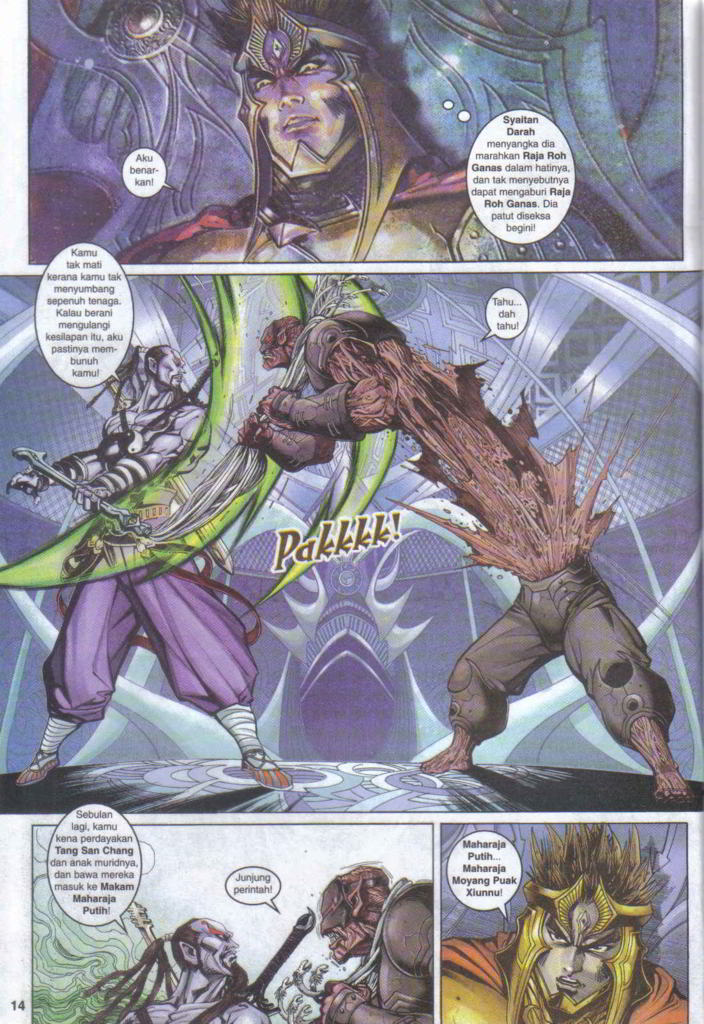 Aku
benar-
kan!
Syaitan
Darah
menyangka dia
marahkan Raja Roh
Ganas dalam hatinya,
dan tak menyebutnya
dapat mengaburi Raja
Roh Ganas. Dia
patut diseksa
begini!
Kamu
tak mati
kerana kamu tak
menyumbang
sepenuh tenaga.
Kalau berani
mengulangi
kesilapan itu, aku
pastinya mem-
bunuh
kamu!
Tahu...
dah
tahu!
Pakkkk!
Sebulan
lagi, kamu
kena perdayakan
Tang San Chang
dan anak muridnya,
dan bawa mereka
masuk ke Makam
Maharaja
Putih!
Junjung
perintah!
Maharaja
Putih...
Maharaja
Moyang Puak
Xiunnu!
14